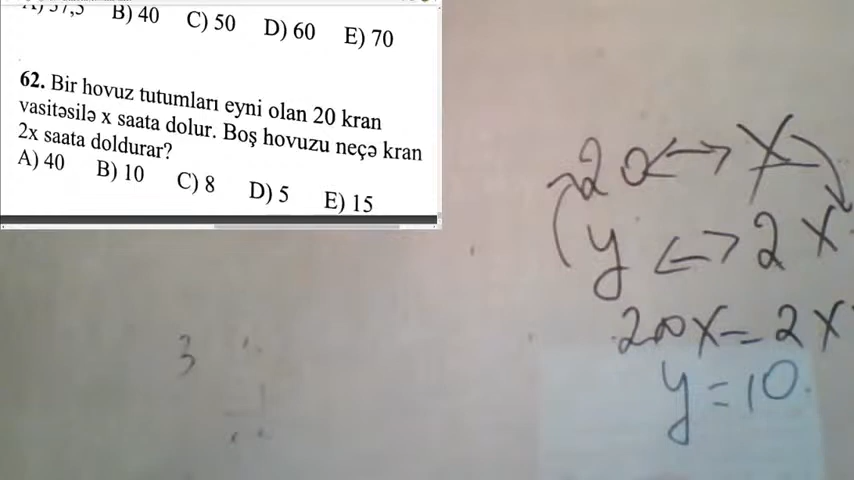 B) 40 C) 50 D) 60 E) 70
62. Bir hovuz tutumları eyni olan 20 kran
vasitəsilə x saata dolur. Boş hovuzu neçə kran
2x saata doldurar?
A) 40 B) 10 C) 8 D) 5 E) 15
20 ↔ x
y ↔ 2x
= 2x
y = 10.
3